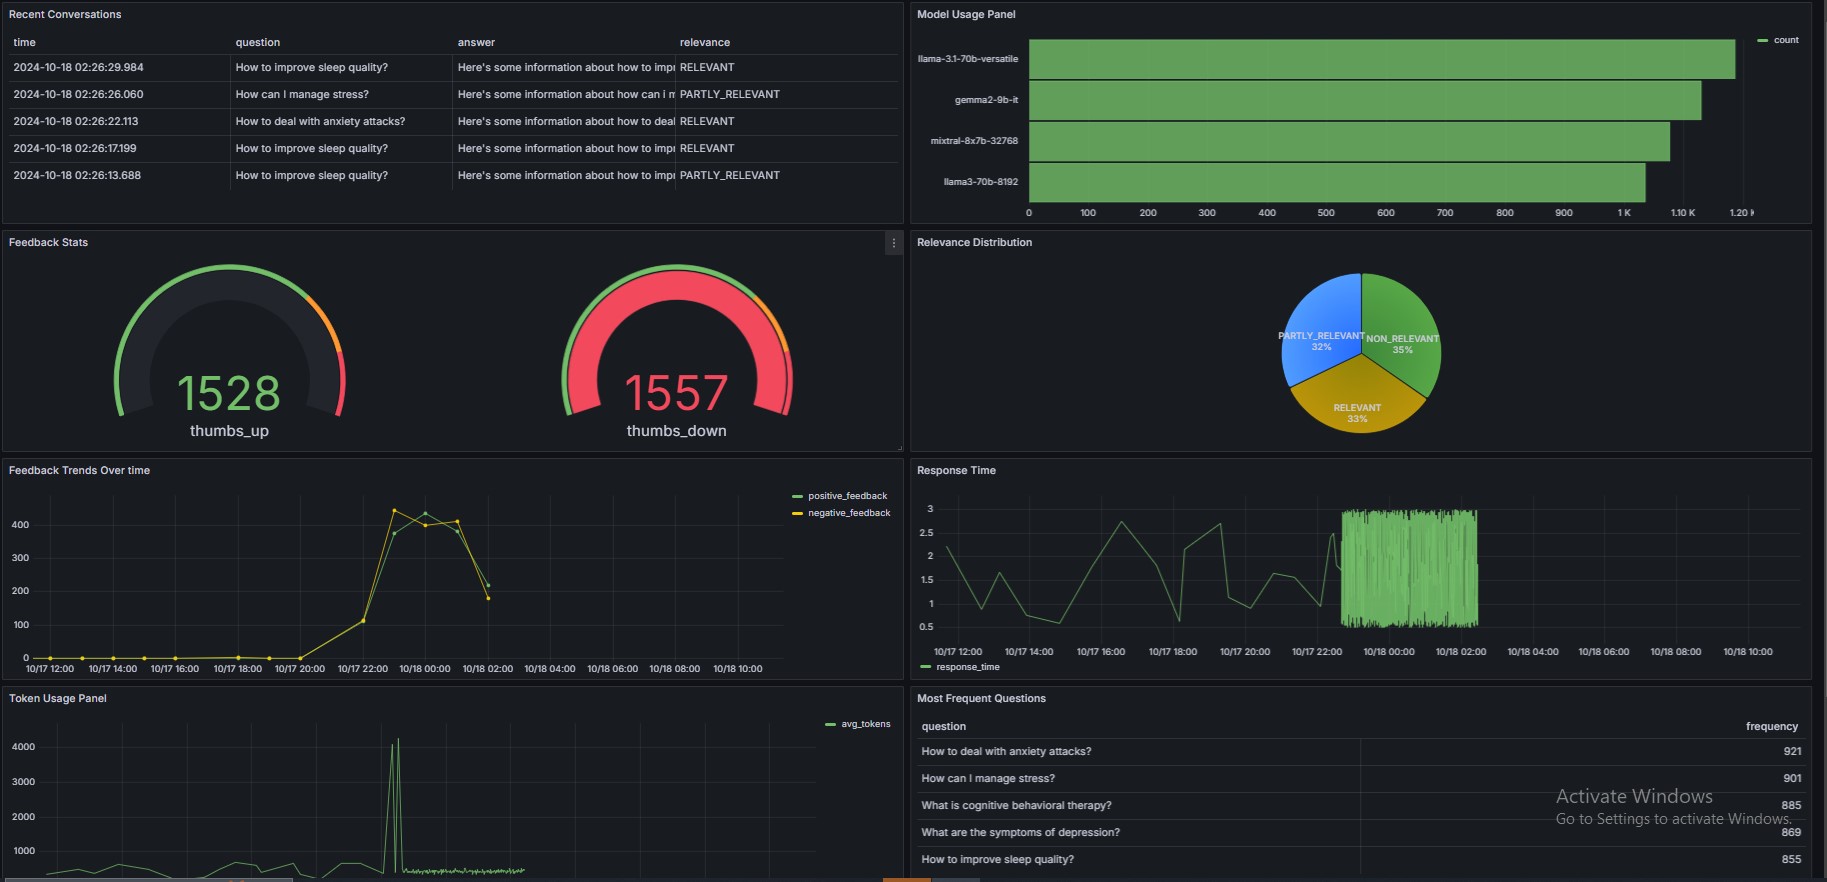 Recent Conversations
time question answer relevance
2024-10-18 02:26:29.984 How to improve sleep quality? Here's some information about how to impr RELEVANT
2024-10-18 02:26:26.060 How can I manage stress? Here's some information about how can i m PARTLY_RELEVANT
2024-10-18 02:26:22.113 How to deal with anxiety attacks? Here's some information about how to deal RELEVANT
2024-10-18 02:26:17.199 How to improve sleep quality? Here's some information about how to impr RELEVANT
2024-10-18 02:26:13.688 How to improve sleep quality? Here's some information about how to impr PARTLY_RELEVANT
Model Usage Panel
count
llama-3.1-70b-versatile
gemma2-9b-it
mixtral-8x7b-32768
llama3-70b-8192
0 100 200 300 400 500 600 700 800 900 1 K 1.10 K 1.20 K
Feedback Stats
1528 1557
thumbs_up thumbs_down
Relevance Distribution
PARTLY_RELEVANT
32%
NON_RELEVANT
35%
RELEVANT
33%
Feedback Trends Over time
positive_feedback
negative_feedback
400
300
200
100
0
10/17 12:00 10/17 14:00 10/17 16:00 10/17 18:00 10/17 20:00 10/17 22:00 10/18 00:00 10/18 02:00 10/18 04:00 10/18 06:00 10/18 08:00 10/18 10:00
Response Time
3
2.5
2
1.5
1
0.5
10/17 12:00 10/17 14:00 10/17 16:00 10/17 18:00 10/17 20:00 10/17 22:00 10/18 00:00 10/18 02:00 10/18 04:00 10/18 06:00 10/18 08:00 10/18 10:00
response_time
Token Usage Panel
avg_tokens
4000
3000
2000
1000
Most Frequent Questions
question frequency
How to deal with anxiety attacks? 921
How can I manage stress? 901
What is cognitive behavioral therapy? 885
What are the symptoms of depression? 869
How to improve sleep quality? 855
Activate Windows
Go to Settings to activate Windows.